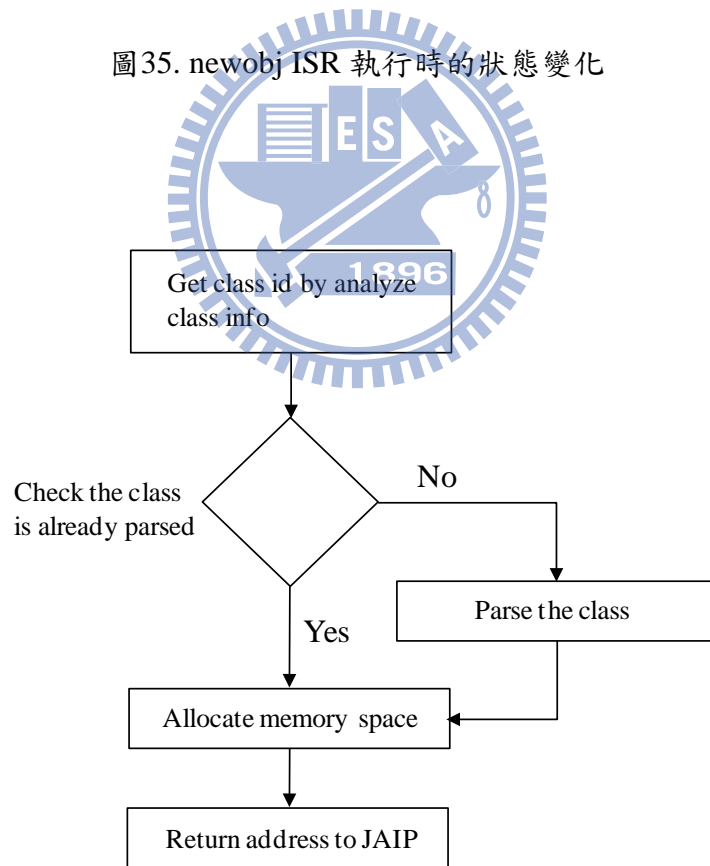 圖35. newobj ISR 執行時的狀態變化
E S A
1896
Get class id by analyze
class info
Check the class
is already parsed
No
Yes
Parse the class
Allocate memory space
Return address to JAIP